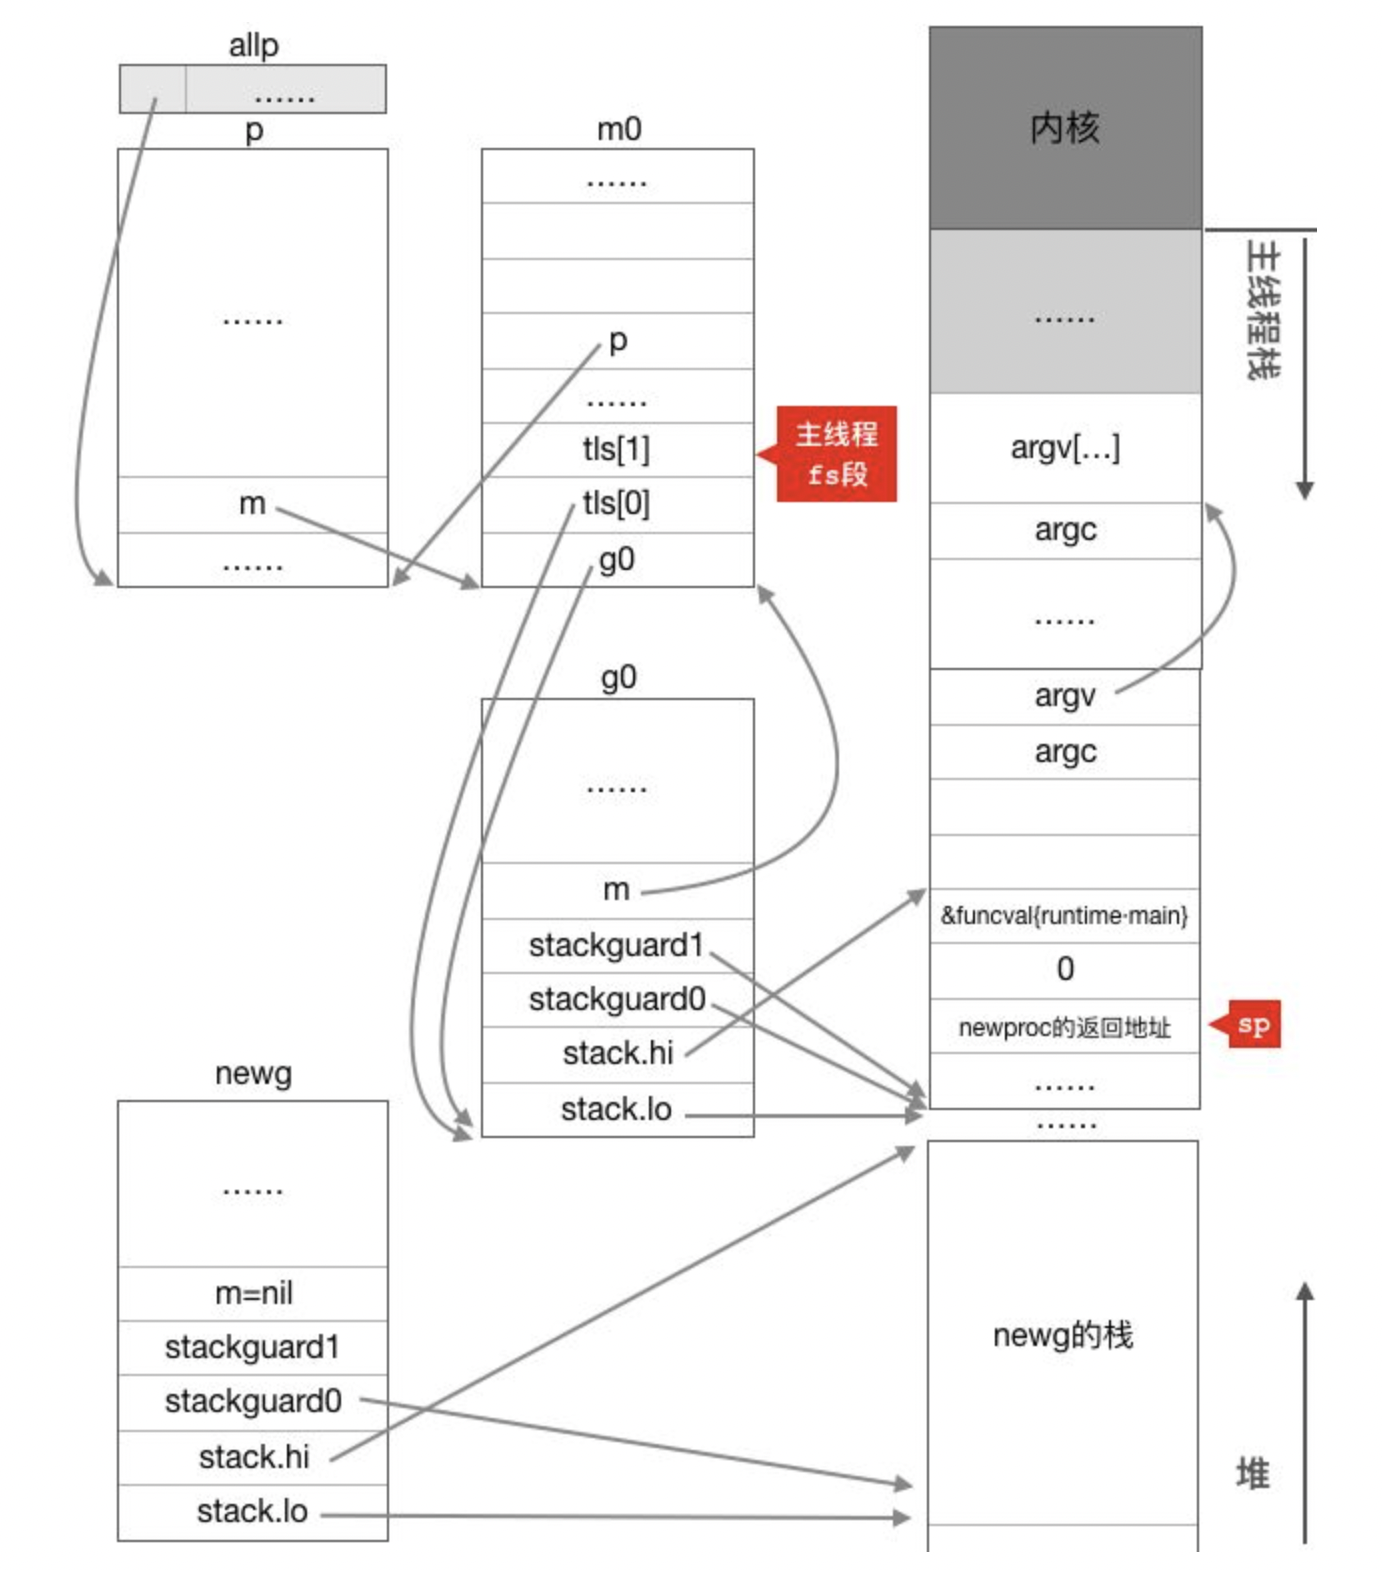 allp
......
p
......
m
......
m0
......
p
......
tls[1]
tls[0]
g0
主线程
fs段
g0
......
m
stackguard1
stackguard0
stack.hi
stack.lo
newg
......
m=nil
stackguard1
stackguard0
stack.hi
stack.lo
内核
......
argv[...]
argc
......
argv
argc
&funcval{runtime·main}
0
newproc的返回地址
......
......
newg的栈
主线程栈
sp
堆